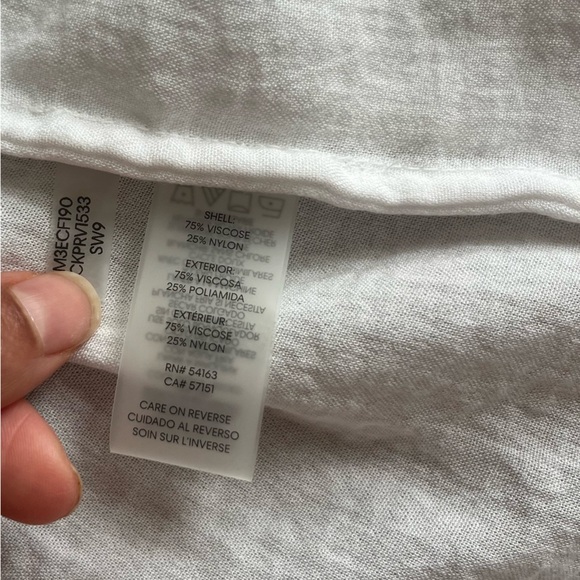 M3ECF190
CKPRV1533
SW9
SHELL:
75% VISCOSE
25% NYLON
EXTERIOR:
75% VISCOSA
25% POLIAMIDA
EXTÉRIEUR:
75% VISCOSE
25% NYLON
RN# 54163
CA# 57151
CARE ON REVERSE
CUIDADO AL REVERSO
SOIN SUR L'INVERSE